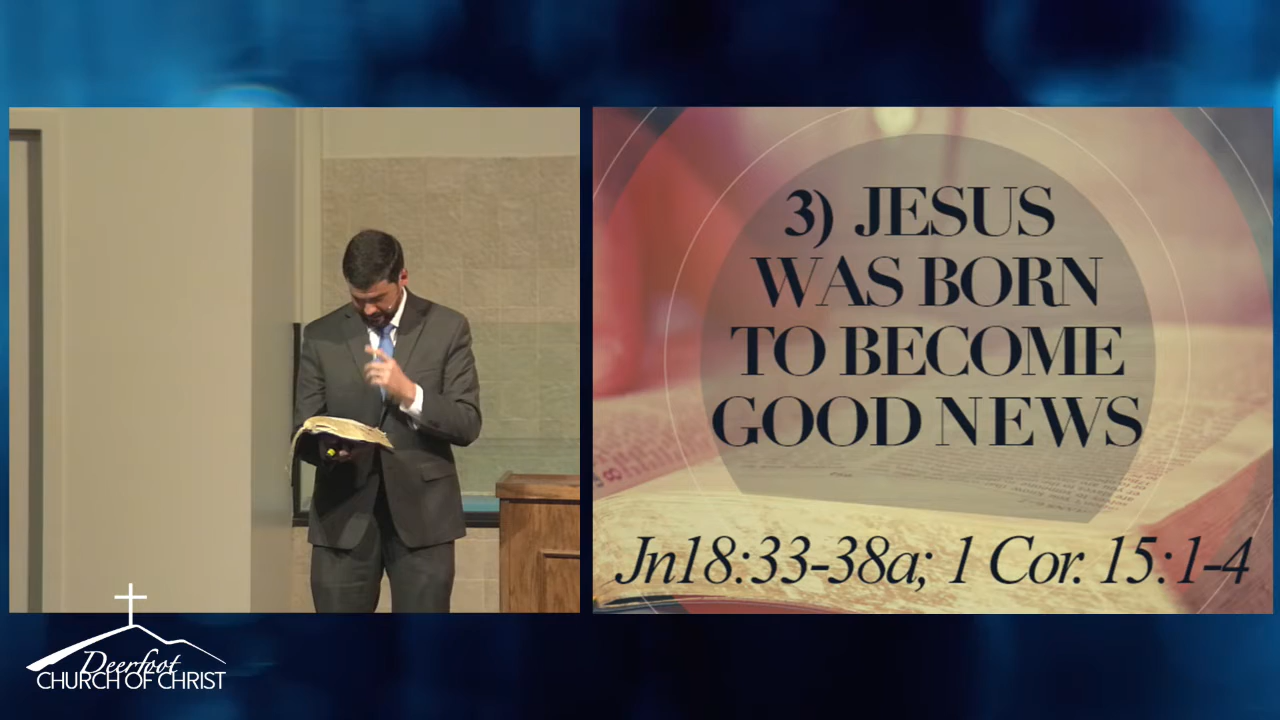 3) JESUS
WAS BORN
TO BECOME
GOOD NEWS
Jn18:33-38a; 1 Cor. 15:1-4
Deerfoot
CHURCH OF CHRIST